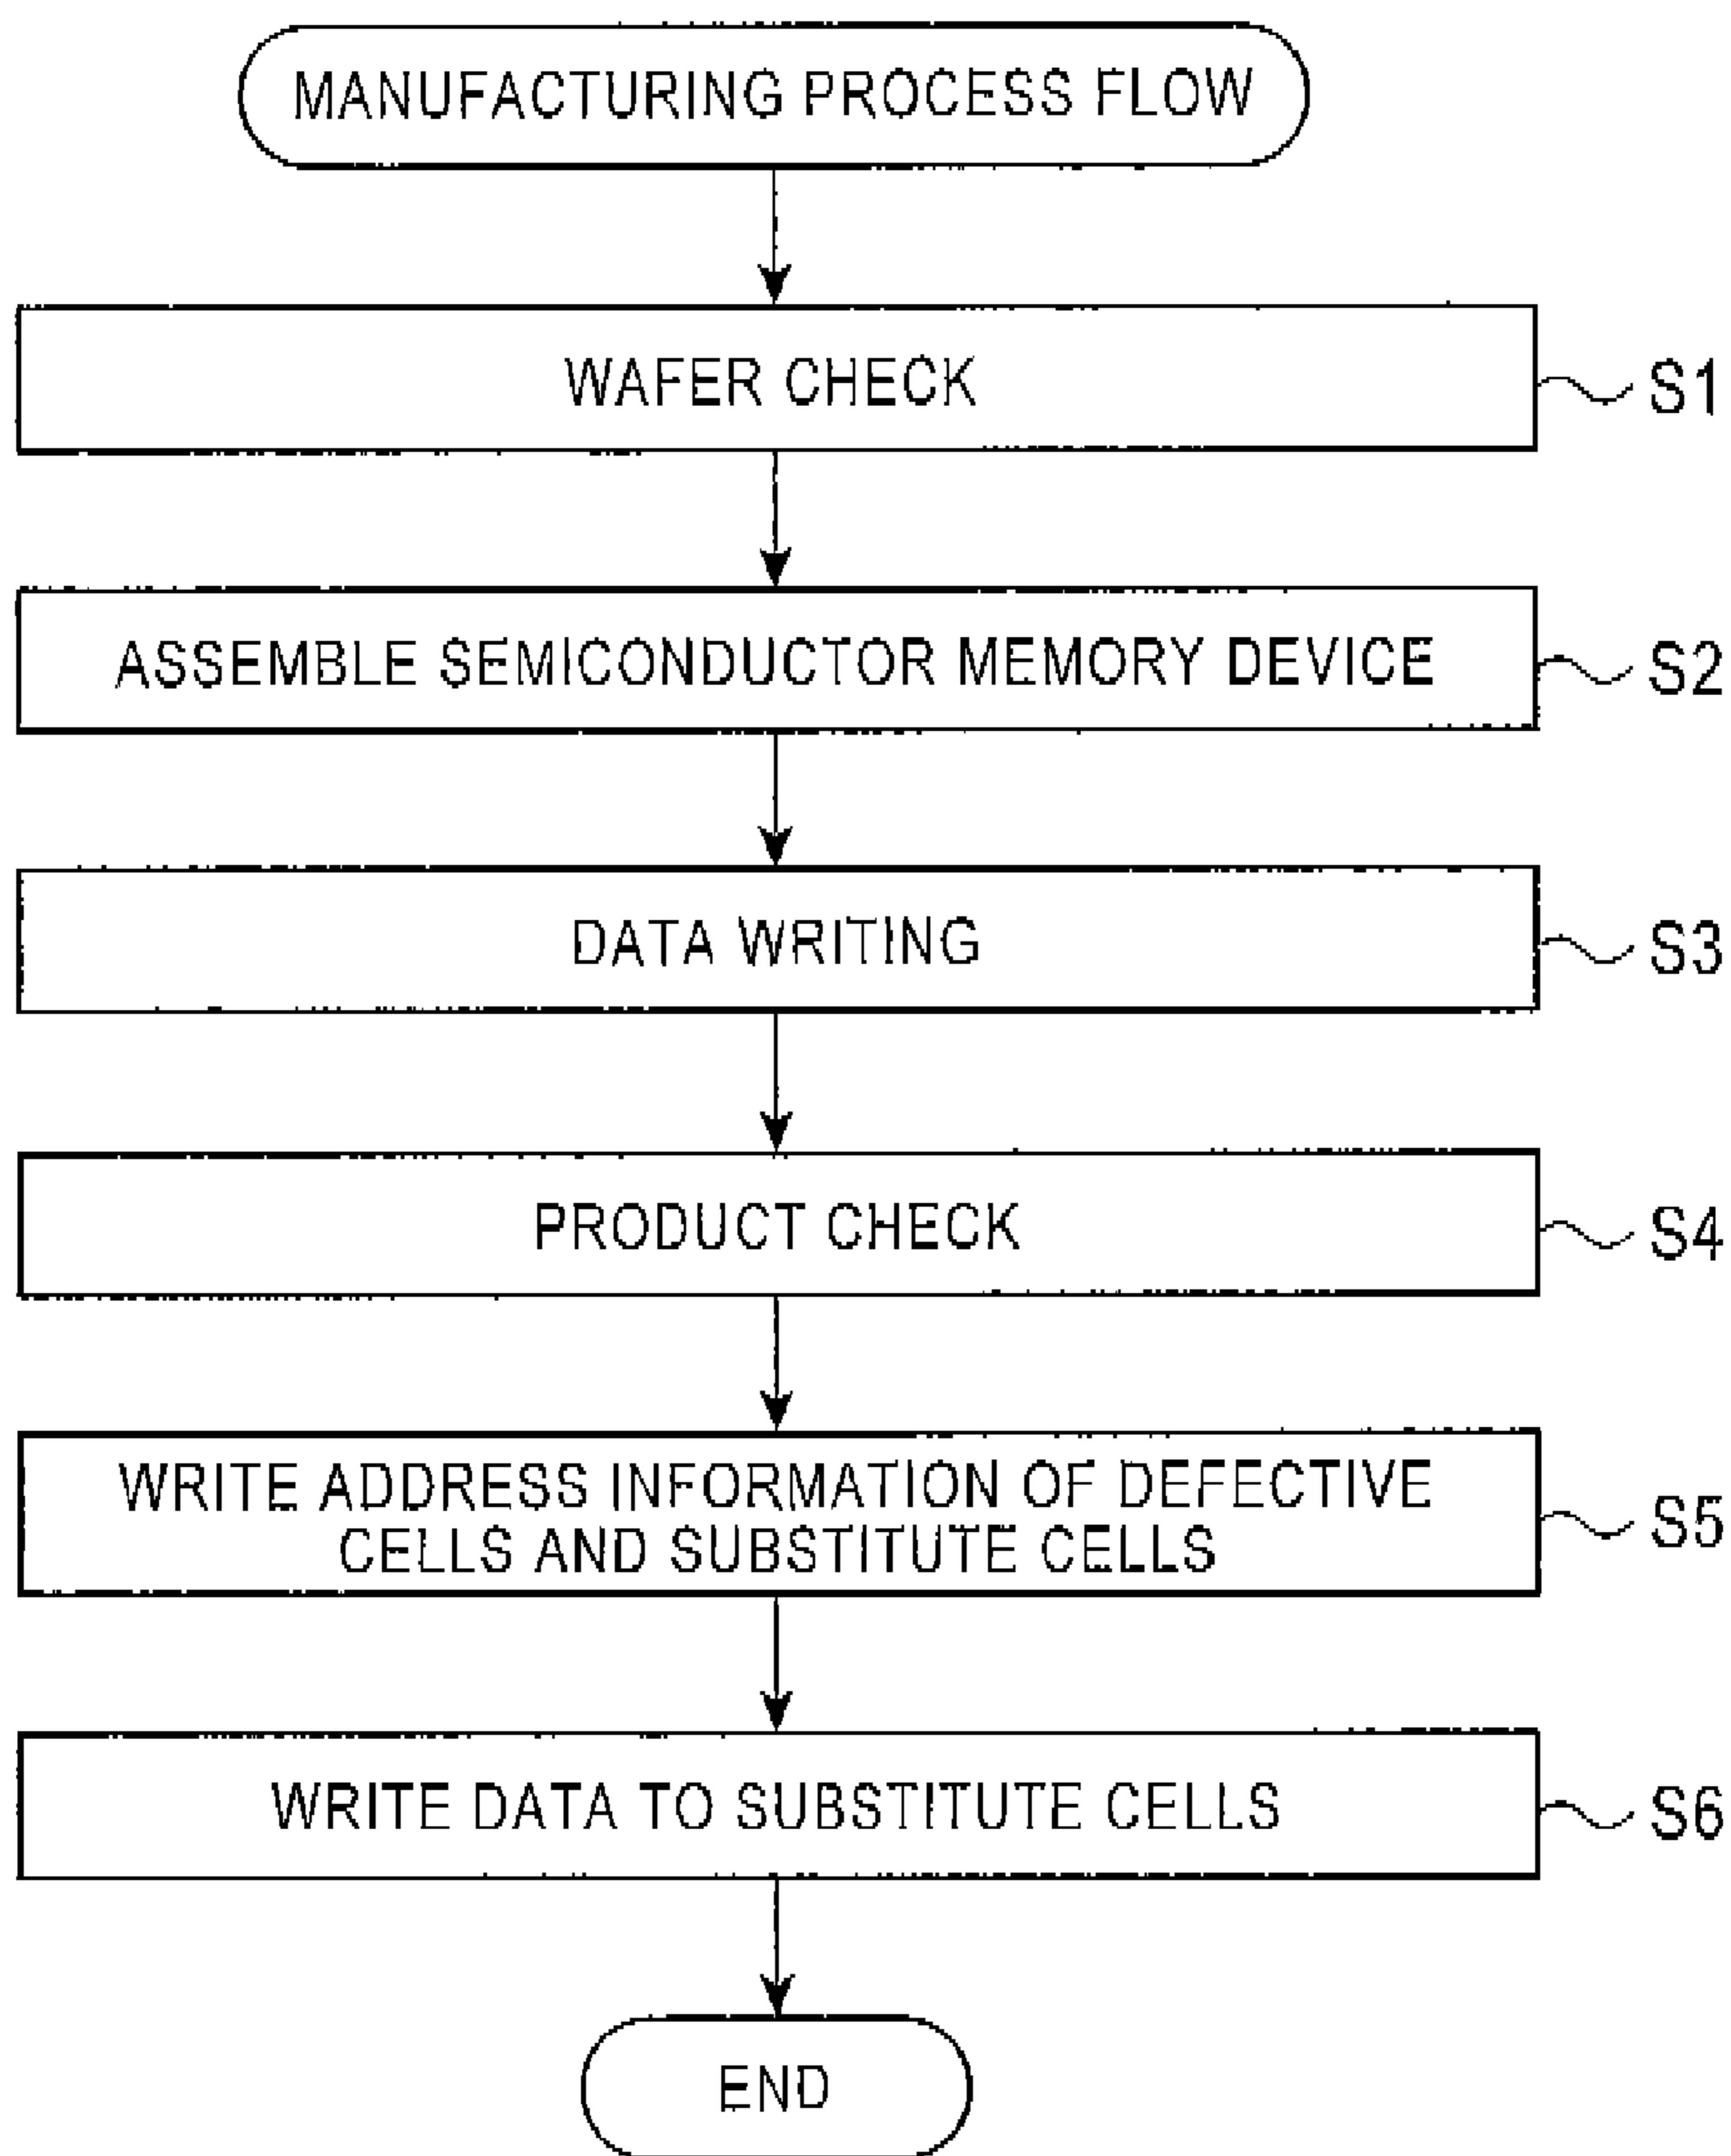 MANUFACTURING PROCESS FLOW
WAFER CHECK
S1
ASSEMBLE SEMICONDUCTOR MEMORY DEVICE
S2
DATA WRITING
S3
PRODUCT CHECK
S4
WRITE ADDRESS INFORMATION OF DEFECTIVE
CELLS AND SUBSTITUTE CELLS
S5
WRITE DATA TO SUBSTITUTE CELLS
S6
END